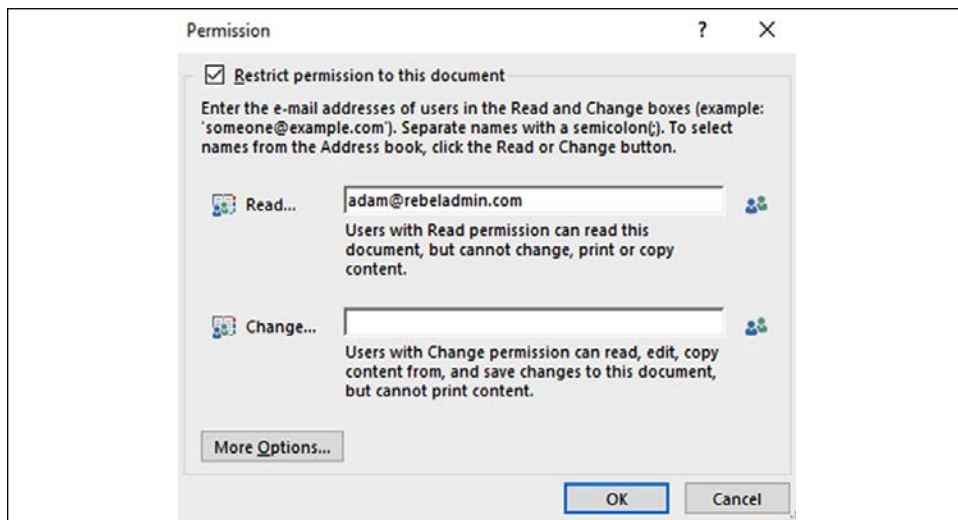 Permission
? X
Restrict permission to this document
Enter the e-mail addresses of users in the Read and Change boxes (example:
'someone@example.com'). Separate names with a semicolon(;). To select
names from the Address book, click the Read or Change button.
Read... adam@rebeladmin.com
Users with Read permission can read this
document, but cannot change, print or copy
content.
Change...
Users with Change permission can read, edit, copy
content from, and save changes to this document,
but cannot print content.
More Options...
OK Cancel